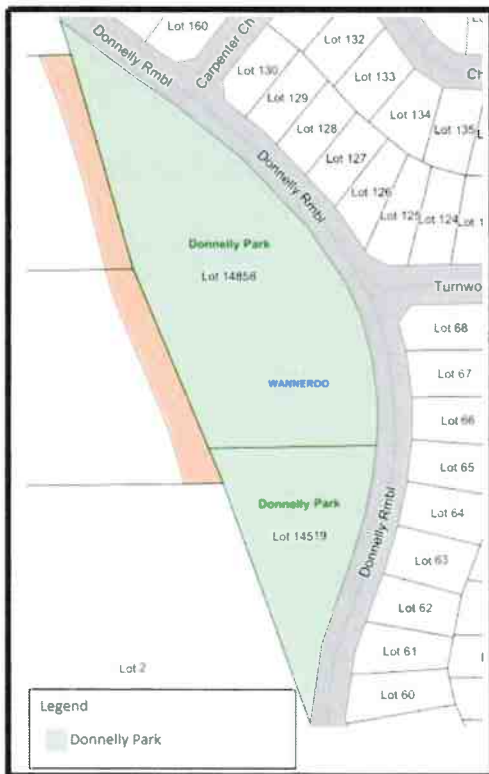 Lot 160
Carpenter Ch
Donnelly Rmbl
Lot 132
Lot 130
Lot 133
Ch
Lot 129
Lot 134
Lot 128
Lot 135
Lot 127
Donnelly Rmbl
Lot 126
Lot 125
Lot 124
Donnelly Park
Lot 14856
Turnwo
Lot 68
Lot 67
WANNEROO
Lot 66
Lot 65
Donnelly Park
Lot 14519
Lot 64
Donnelly Rmbl
Lot 63
Lot 62
Lot 61
Lot 2
Lot 60
Legend
Donnelly Park